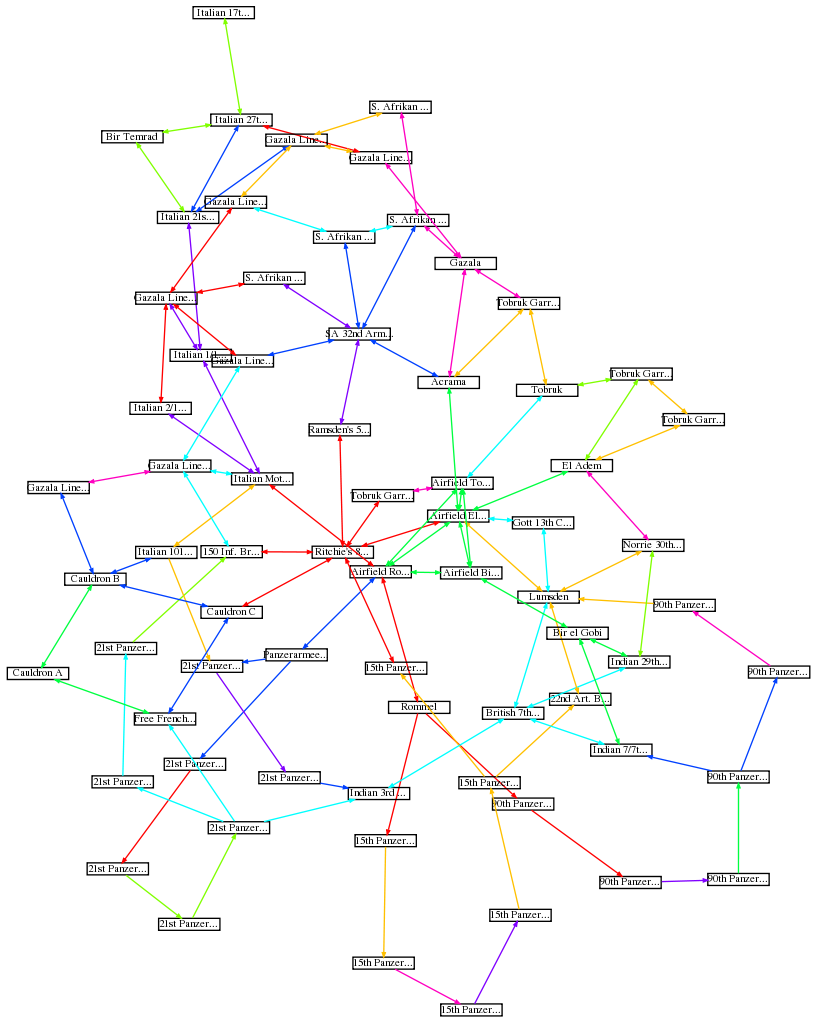 Italian 17t...
S. Afrikan ...
Italian 27t...
Bir Temrad
Gazala Line...
Gazala Line...
Gazala Line...
Italian 21s...
S. Afrikan ...
S. Afrikan ...
Gazala
S. Afrikan ...
Gazala Line...
Tobruk Garr...
SA 32nd Arm...
Italian 1/1...
Gazala Line...
Tobruk Garr...
Acrama
Tobruk
Italian 2/1...
Tobruk Garr...
Ramsden's 5...
Gazala Line...
El Adem
Italian Mot...
Airfield To...
Gazala Line...
Tobruk Garr...
Airfield El...
Gott 13th C...
Norrie 30th...
Italian 101...
150 Inf. Br...
Ritchie's 8...
Airfield Ro...
Airfield Bi...
Cauldron B
Lumsden
90th Panzer...
Cauldron C
Bir el Gobi
21st Panzer...
Panzerarmee...
Indian 29th...
21st Panzer...
15th Panzer...
Cauldron A
90th Panzer...
22nd Art. B...
Rommel
British 7th...
Free French...
Indian 7/7t...
21st Panzer...
21st Panzer...
90th Panzer...
21st Panzer...
15th Panzer...
Indian 3rd ...
90th Panzer...
21st Panzer...
15th Panzer...
21st Panzer...
90th Panzer...
90th Panzer...
15th Panzer...
21st Panzer...
15th Panzer...
15th Panzer...